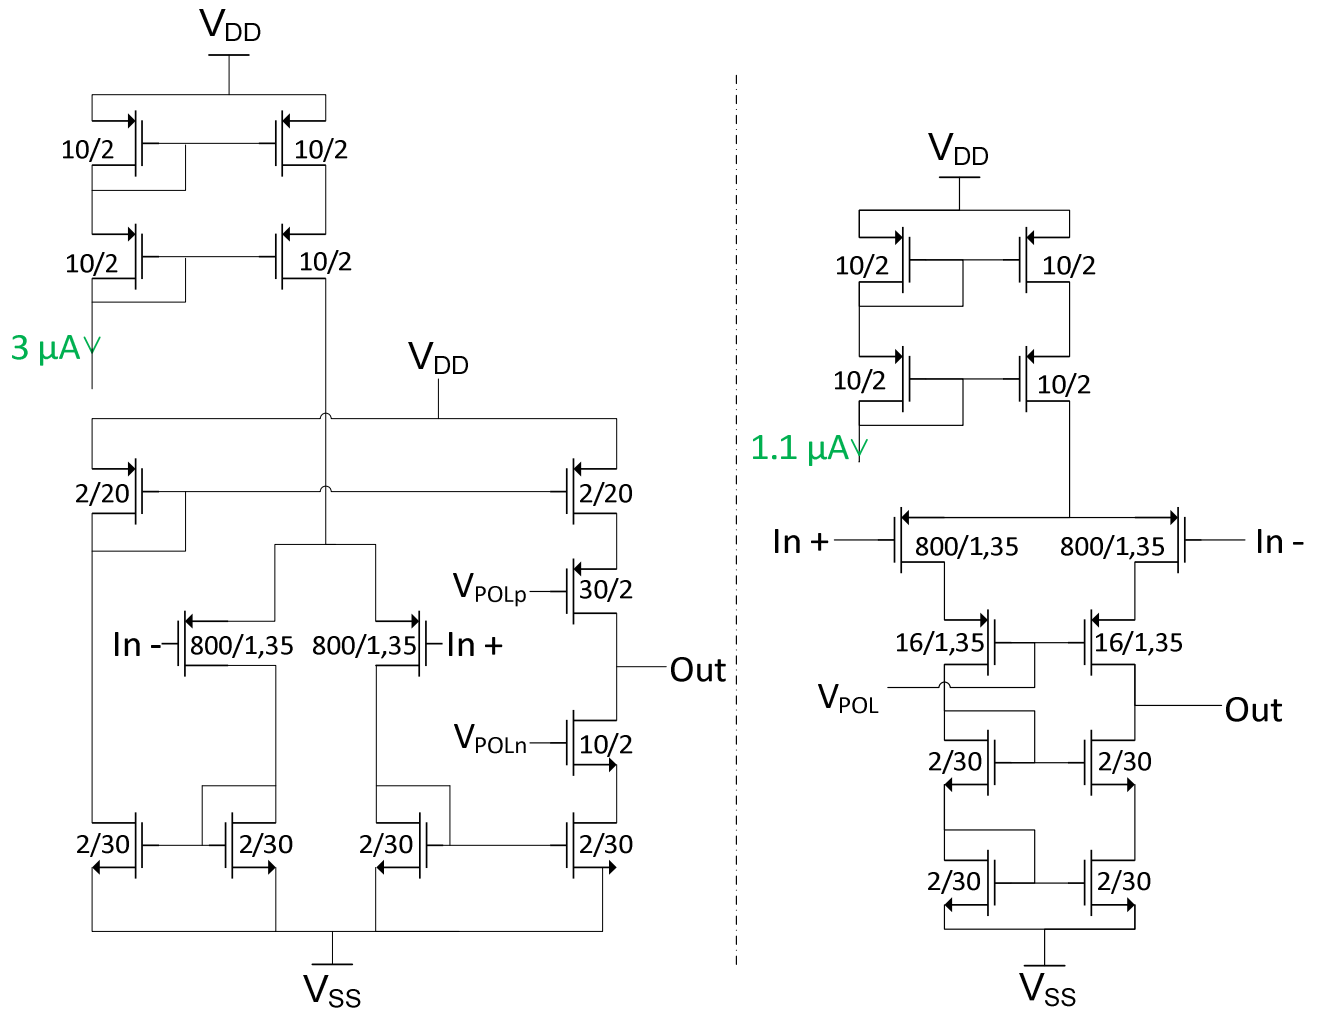 VDD
10/2 10/2
10/2 10/2
3 µA
VDD
2/20 2/20
VPOLp 30/2
In - 800/1,35 800/1,35 In +
Out
VPOLn 10/2
2/30 2/30 2/30 2/30
VSS
VDD
10/2 10/2
10/2 10/2
1.1 µA
In + 800/1,35 800/1,35 In -
16/1,35 16/1,35
VPOL
Out
2/30 2/30
2/30 2/30
VSS